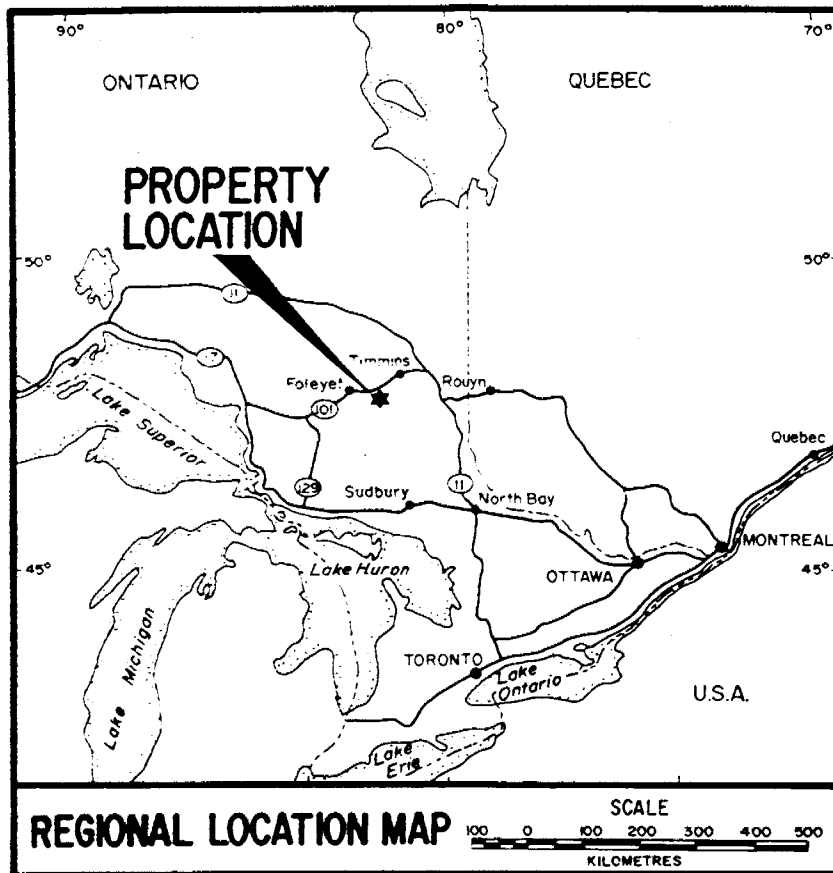 90°
80°
70°
ONTARIO
QUEBEC
PROPERTY
LOCATION
50°
50°
11
17
Timmins
Foleyet
Rouyn
101
Lake Superior
Quebec
129
11
Sudbury
North Bay
MONTREAL
Lake Huron
OTTAWA
45°
45°
Lake Michigan
TORONTO
Lake
Ontario
U.S.A.
Lake
Erie
REGIONAL LOCATION MAP
SCALE
100 0 100 200 300 400 500
KILOMETRES